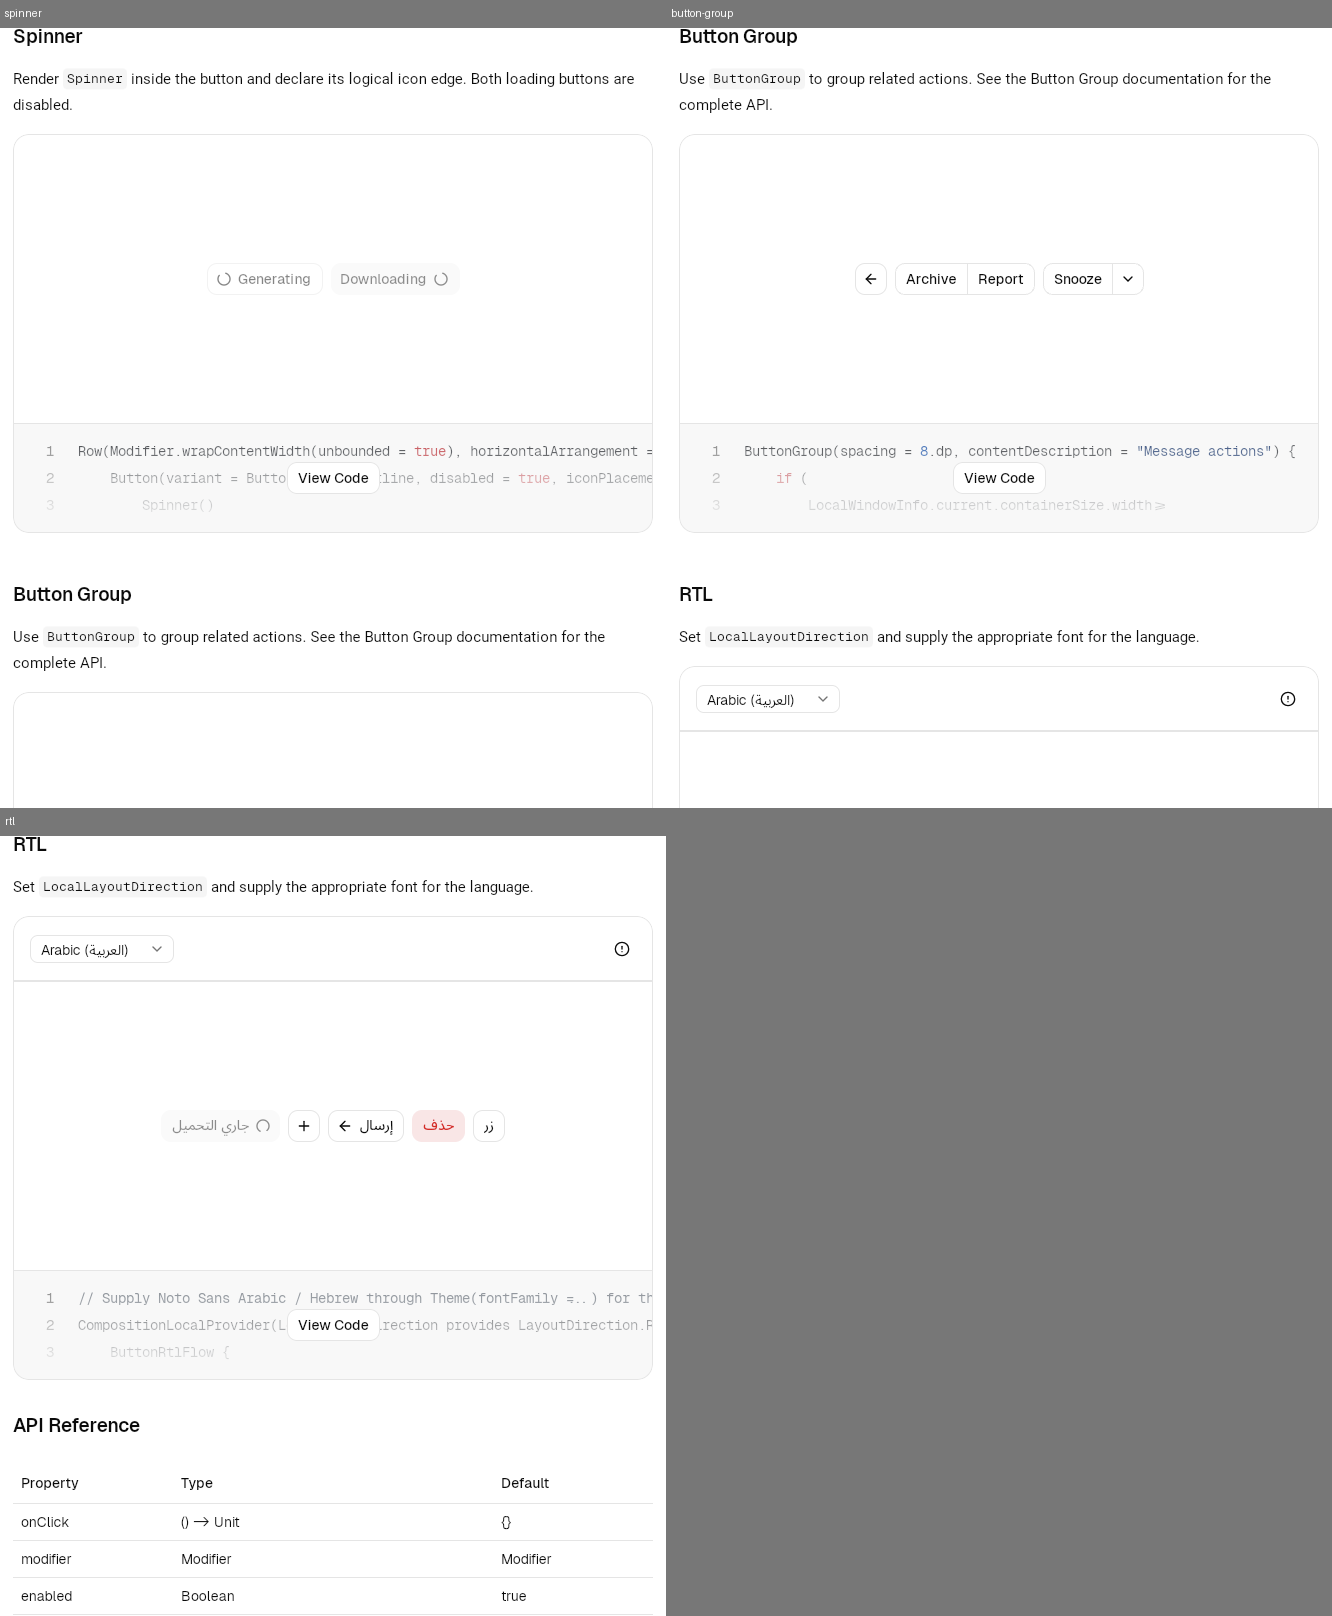 spinner
Spinner
Render Spinner inside the button and declare its logical icon edge. Both loading buttons are
disabled.
Generating
Downloading
1 Row(Modifier.wrapContentWidth(unbounded = true), horizontalArrangement =
2 Button(variant = Butto View Code tline, disabled = true, iconPlaceme
3 Spinner()
Button Group
Use ButtonGroup to group related actions. See the Button Group documentation for the
complete API.
button-group
Button Group
Use ButtonGroup to group related actions. See the Button Group documentation for the
complete API.
Archive Report Snooze
1 ButtonGroup(spacing = 8.dp, contentDescription = "Message actions") {
2 if ( View Code
3 LocalWindowInfo.current.containerSize.width >=
RTL
Set LocalLayoutDirection and supply the appropriate font for the language.
Arabic (العربية)
rtl
RTL
Set LocalLayoutDirection and supply the appropriate font for the language.
Arabic (العربية)
زر حذف إرسال جاري التحميل
1 // Supply Noto Sans Arabic / Hebrew through Theme(fontFamily =...) for th
2 CompositionLocalProvider(L View Code irection provides LayoutDirection.R
3 ButtonRtlFlow {
API Reference
Property Type Default
onClick () -> Unit {}
modifier Modifier Modifier
enabled Boolean true